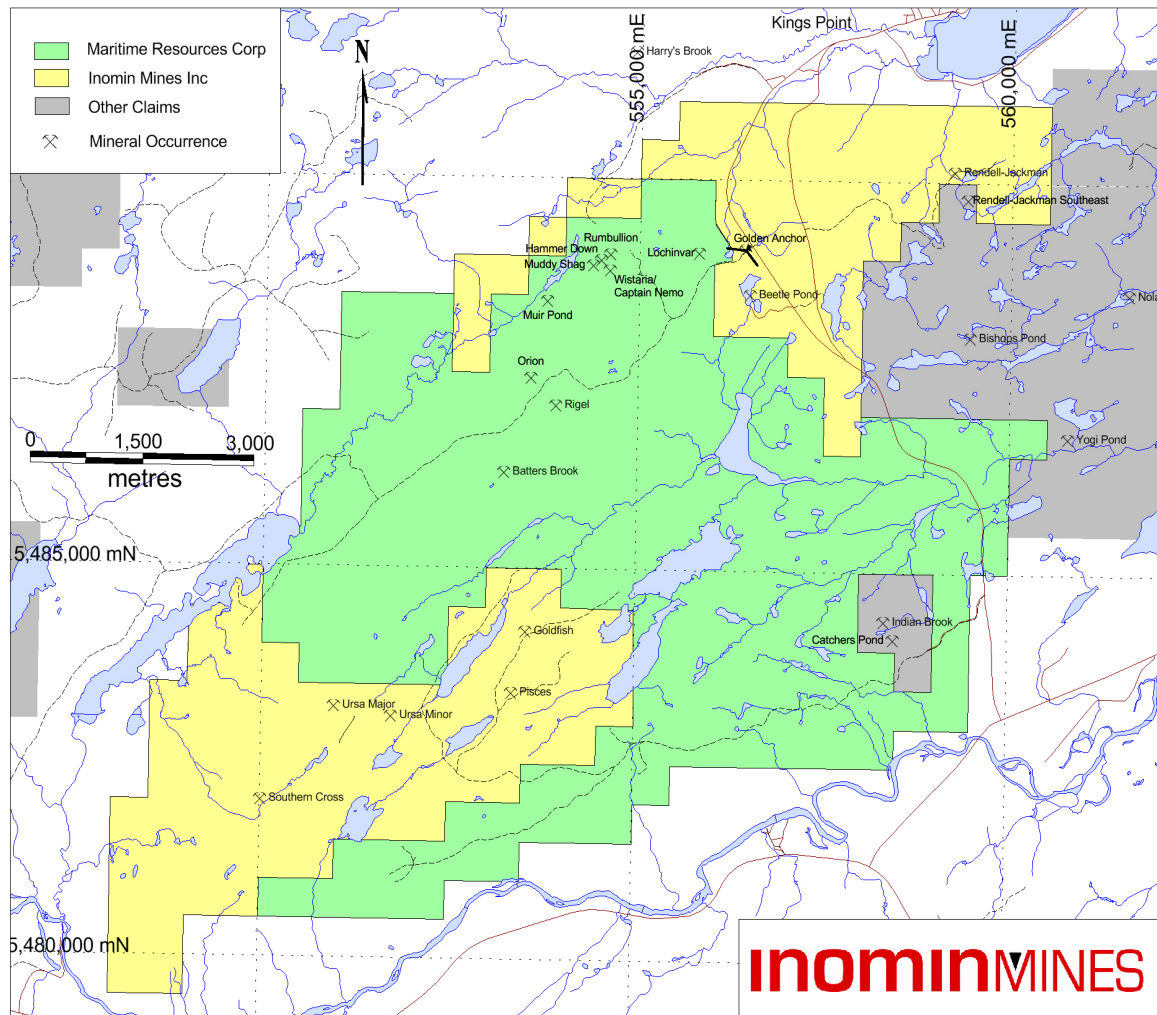 Kings Point
Maritime Resources Corp
Inomin Mines Inc
Other Claims
Mineral Occurrence
N
555,000 mE
560,000 mE
Harry's Brook
Rendell-Jackman
Rendell-Jackman Southeast
Rumbullion
Hammer Down
Muddy Shag
Lochinvar
Golden Anchor
Wistaria/
Captain Nemo
Beetle Pond
Muir Pond
Nola
Bishops Pond
Orion
Rigel
0
1,500
3,000
metres
Yogi Pond
Batters Brook
5,485,000 mN
Goldfish
Indian Brook
Catchers Pond
Pisces
Ursa Major
Ursa Minor
Southern Cross
5,480,000 mN
INOMINMINES